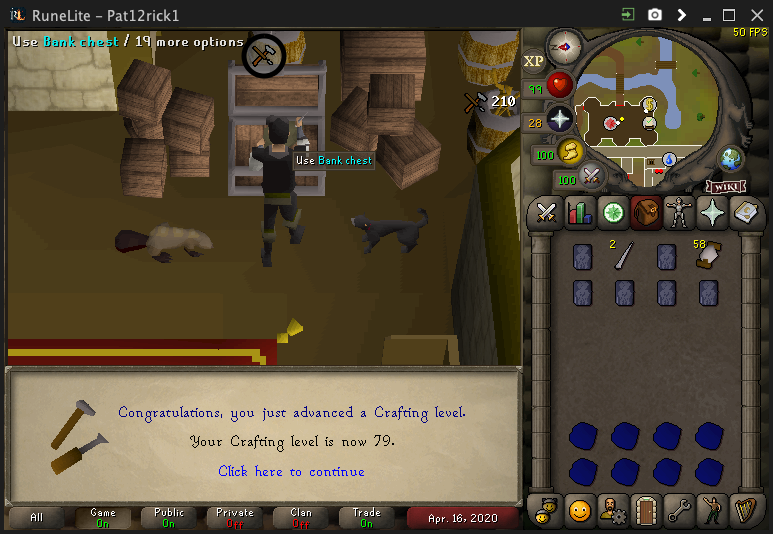 RuneLite - Pat12rick1
Use Bank chest / 19 more options
50 FPS
XP
99
210
28
Use Bank chest
100
100
WIKI
2
58
Congratulations, you just advanced a Crafting level.
Your Crafting level is now 79.
Click here to continue
All
Game
On
Public
On
Private
Off
Clan
Off
Trade
On
Apr. 16, 2020